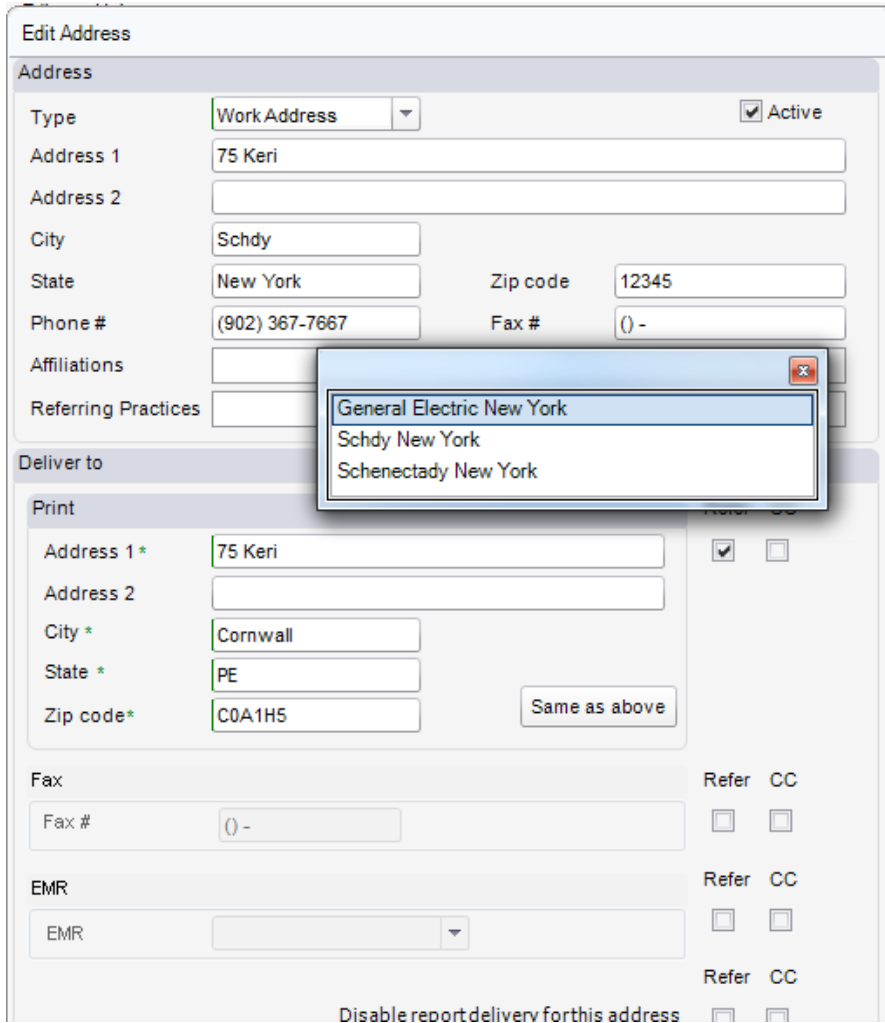 Edit Address
Address
Type Work Address Active
Address 1 75 Keri
Address 2
City Schdy
State New York Zip code 12345
Phone # (902) 367-7667 Fax # () -
Affiliations
Referring Practices
General Electric New York
Schdy New York
Schenectady New York
Deliver to
Print Refer CC
Address 1 * 75 Keri
Address 2
City * Cornwall
State * PE
Zip code* C0A1H5 Same as above
Fax Refer CC
Fax # () -
EMR Refer CC
EMR
Refer CC
Disable report delivery for this address